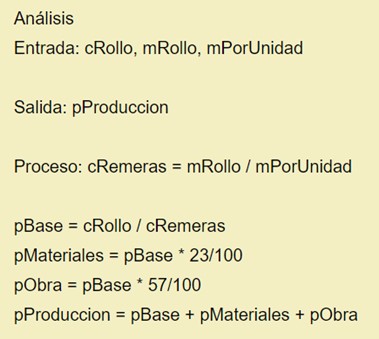 Análisis
Entrada: cRollo, mRollo, mPorUnidad
Salida: pProduccion
Proceso: cRemeras = mRollo / mPorUnidad
pBase = cRollo / cRemeras
pMateriales = pBase * 23/100
pObra = pBase * 57/100
pProduccion = pBase + pMateriales + pObra